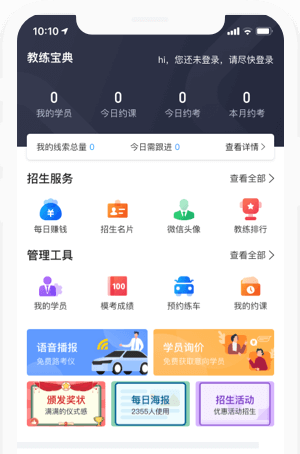 10:10
教练宝典
hi，您还未登录，请尽快登录
0 0 0 0
我的学员 今日约课 今日约考 本月约考
我的线索总量 0 今日需跟进 0 查看详情 >
招生服务 查看全部 >
¥
每日赚钱 招生名片 微信头像 教练排行
管理工具 查看全部 >
100
我的学员 模考成绩 预约练车 我的约课
语音播报 学员询价
免费路考仪 免费获取意向学员
颁发奖状 每日海报 招生活动
满满的仪式感 2355人使用 优惠活动招生